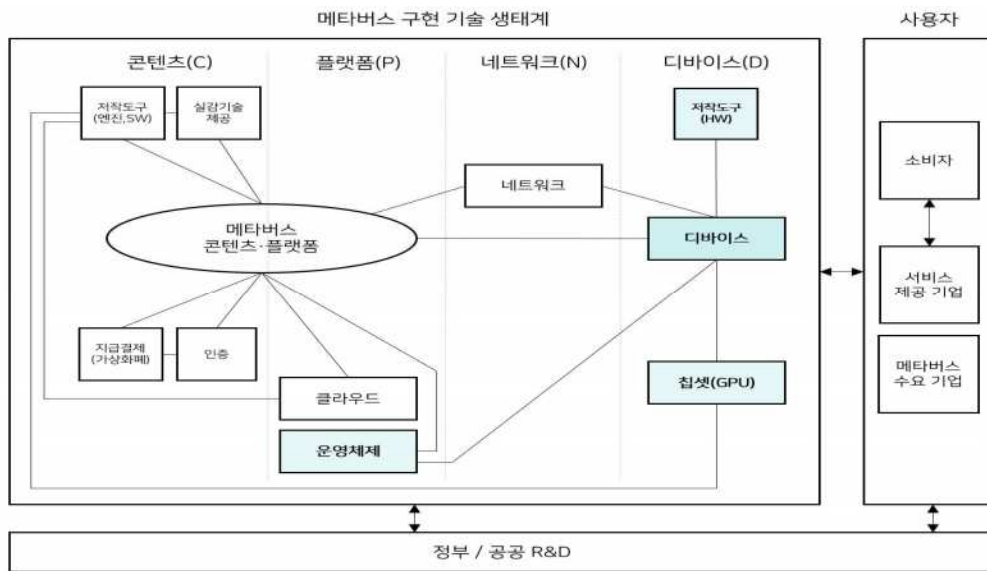 메타버스 구현 기술 생태계
사용자
콘텐츠(C)
플랫폼(P)
네트워크(N)
디바이스(D)
저작도구
(엔진,SW)
실감기술
제공
저작도구
(HW)
네트워크
메타버스
콘텐츠·플랫폼
디바이스
지급결제
(가상화폐)
인증
클라우드
운영체제
칩셋(GPU)
소비자
서비스
제공 기업
메타버스
수요 기업
정부 / 공공 R&D